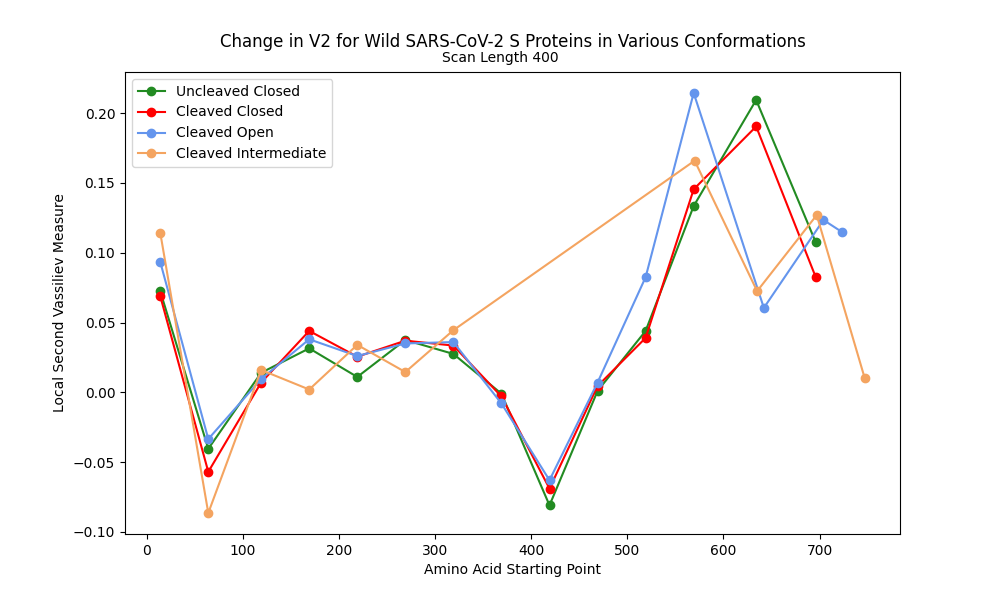 Change in V2 for Wild SARS-CoV-2 S Proteins in Various Conformations
Scan Length 400
Uncleaved Closed
Cleaved Closed
Cleaved Open
Cleaved Intermediate
Local Second Vassiliev Measure
0.20
0.15
0.10
0.05
0.00
−0.05
−0.10
0 100 200 300 400 500 600 700
Amino Acid Starting Point